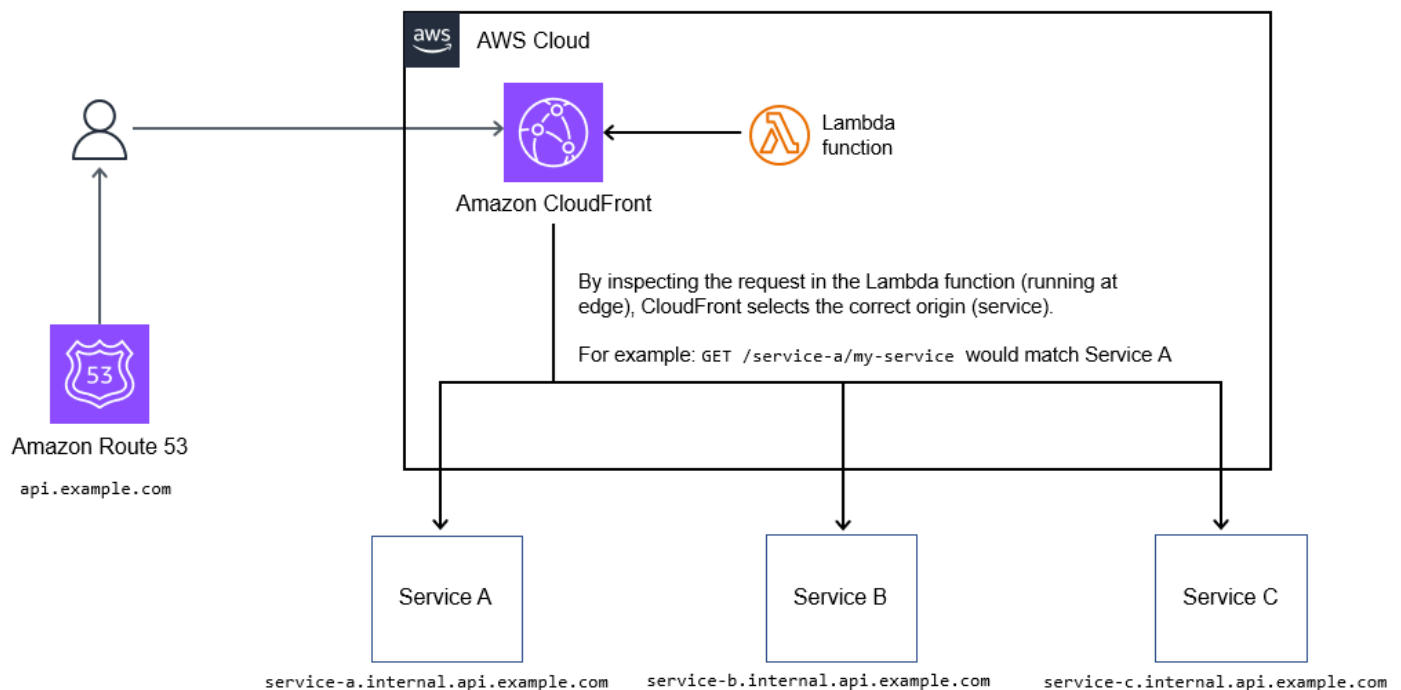 aws
AWS Cloud
Lambda
function
Amazon CloudFront
By inspecting the request in the Lambda function (running at
edge), CloudFront selects the correct origin (service).
For example: GET /service-a/my-service would match Service A
53
Amazon Route 53
api.example.com
Service A
Service B
Service C
service-a.internal.api.example.com
service-b.internal.api.example.com
service-c.internal.api.example.com